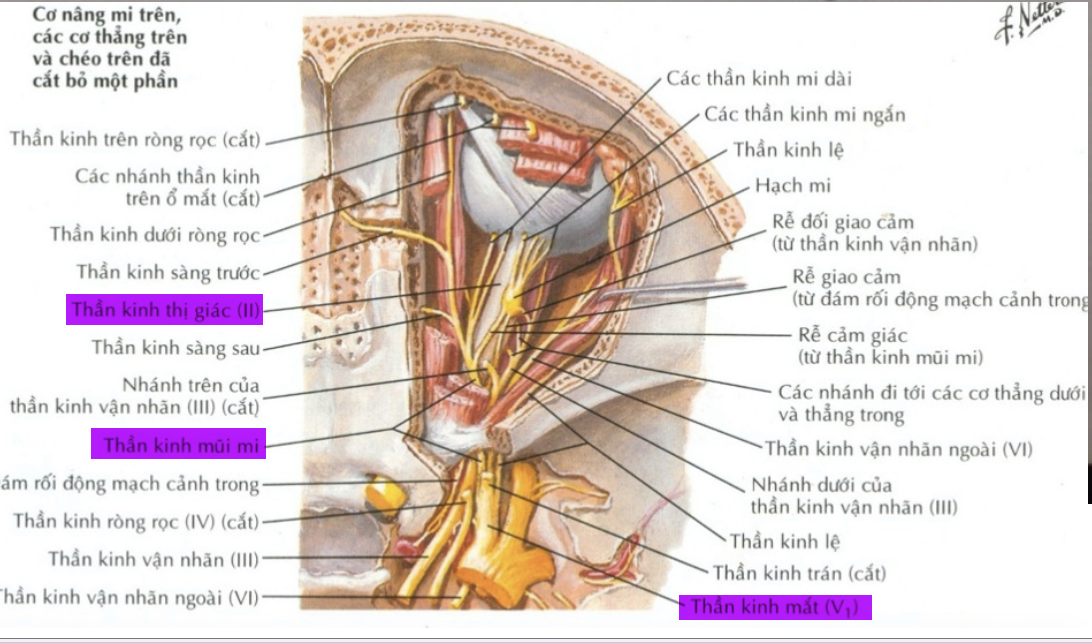 Cơ nâng mi trên,
các cơ thẳng trên
và chéo trên đã
cắt bỏ một phần
F. Netter
M.D.
Thần kinh trên ròng rọc (cắt)
Các nhánh thần kinh
trên ổ mắt (cắt)
Thần kinh dưới ròng rọc
Thần kinh sàng trước
Thần kinh thị giác (II)
Thần kinh sàng sau
Nhánh trên của
thần kinh vận nhãn (III) (cắt)
Thần kinh mũi mi
ám rối động mạch cảnh trong
Thần kinh ròng rọc (IV) (cắt)
Thần kinh vận nhãn (III)
Thần kinh vận nhãn ngoài (VI)
Các thần kinh mi dài
Các thần kinh mi ngắn
Thần kinh lệ
Hạch mi
Rễ đối giao cảm
(từ thần kinh vận nhãn)
Rễ giao cảm
(từ đám rối động mạch cảnh trong
Rễ cảm giác
(từ thần kinh mũi mi)
Các nhánh đi tới các cơ thẳng dưới
và thẳng trong
Thần kinh vận nhãn ngoài (VI)
Nhánh dưới của
thần kinh vận nhãn (III)
Thần kinh lệ
Thần kinh trán (cắt)
Thần kinh mắt (V₁)